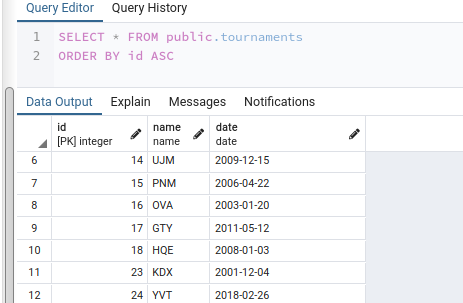 Query Editor Query History
1 SELECT * FROM public.tournaments
2 ORDER BY id ASC
Data Output Explain Messages Notifications
id name date
[PK] integer name date
6 14 UJM 2009-12-15
7 15 PNM 2006-04-22
8 16 OVA 2003-01-20
9 17 GTY 2011-05-12
10 18 HQE 2008-01-03
11 23 KDX 2001-12-04
12 24 YVT 2018-02-26